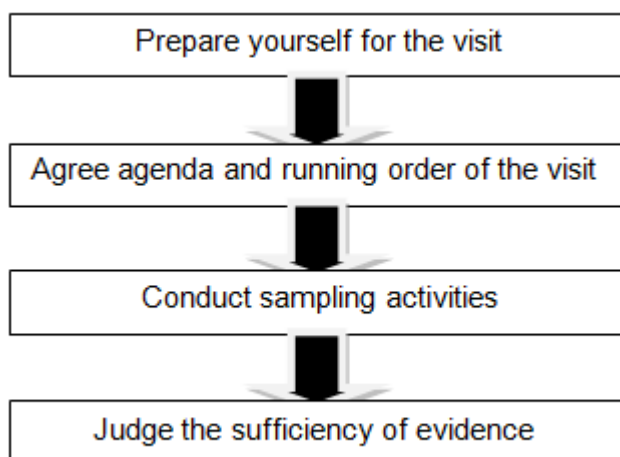 Prepare yourself for the visit
Agree agenda and running order of the visit
Conduct sampling activities
Judge the sufficiency of evidence